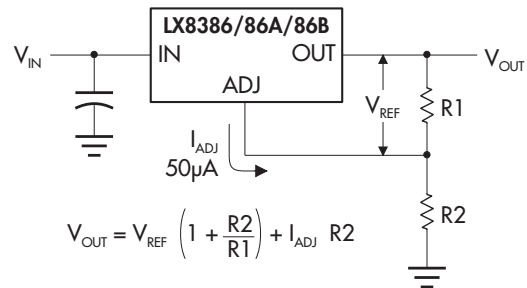 LX8386/86A/86B
V_IN IN OUT V_OUT
ADJ
V_REF R1
I_ADJ
50µA
R2
V_OUT = V_REF (1 + R2/R1) + I_ADJ R2